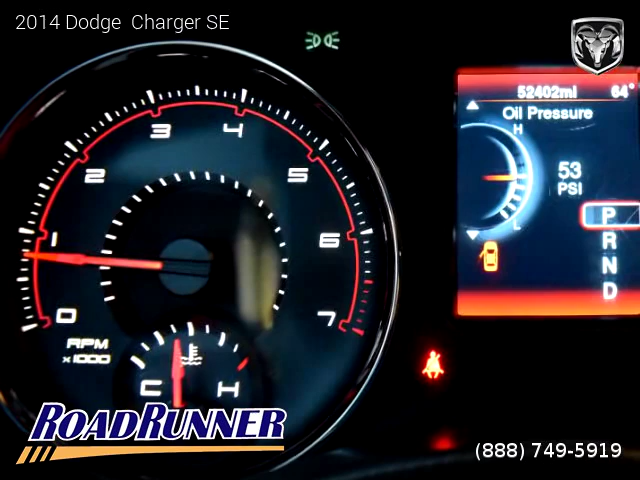 2014 Dodge Charger SE
52402mi 64°
Oil Pressure
H
53
PSI
L
P
R
N
D
0
1
2
3
4
5
6
7
RPM
x1000
C H
ROADRUNNER
(888) 749-5919